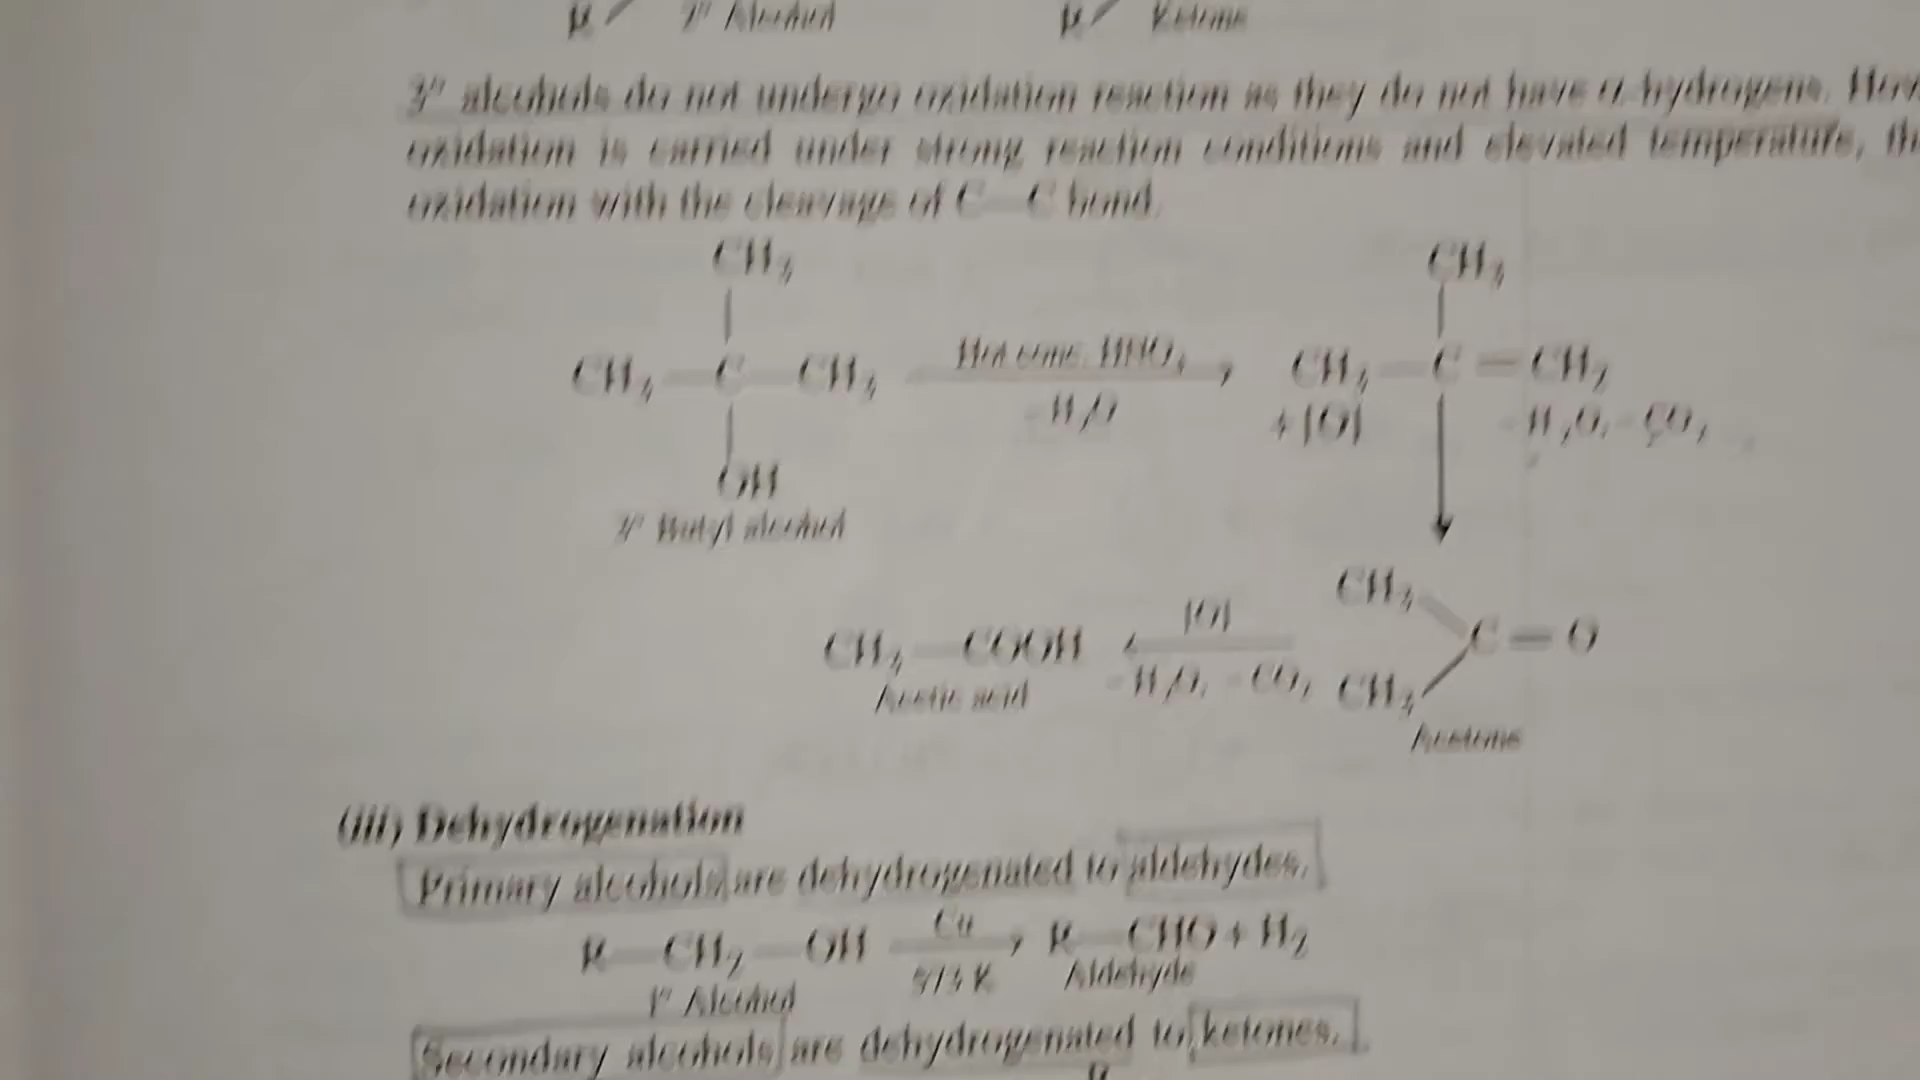 R 2° Alcohol R Ketone
3° alcohols do not undergo oxidation reaction as they do not have α-hydrogens.
oxidation is carried under strong reaction conditions and elevated temperature,
oxidation with the cleavage of C—C bond.
CH₃ CH₃
CH₃—C—CH₃ Hot conc. HNO₃ CH₃—C=CH₂
–H₂O +[O] –H₂O, –CO₂
OH
3° Butyl alcohol
CH₃
CH₃—COOH [O] C=O
Acetic acid –H₂O, –CO₂ CH₃
Acetone
(iii) Dehydrogenation
Primary alcohols are dehydrogenated to aldehydes.
R—CH₂—OH Cu R—CHO + H₂
1° Alcohol 573 K Aldehyde
Secondary alcohols are dehydrogenated to ketones.